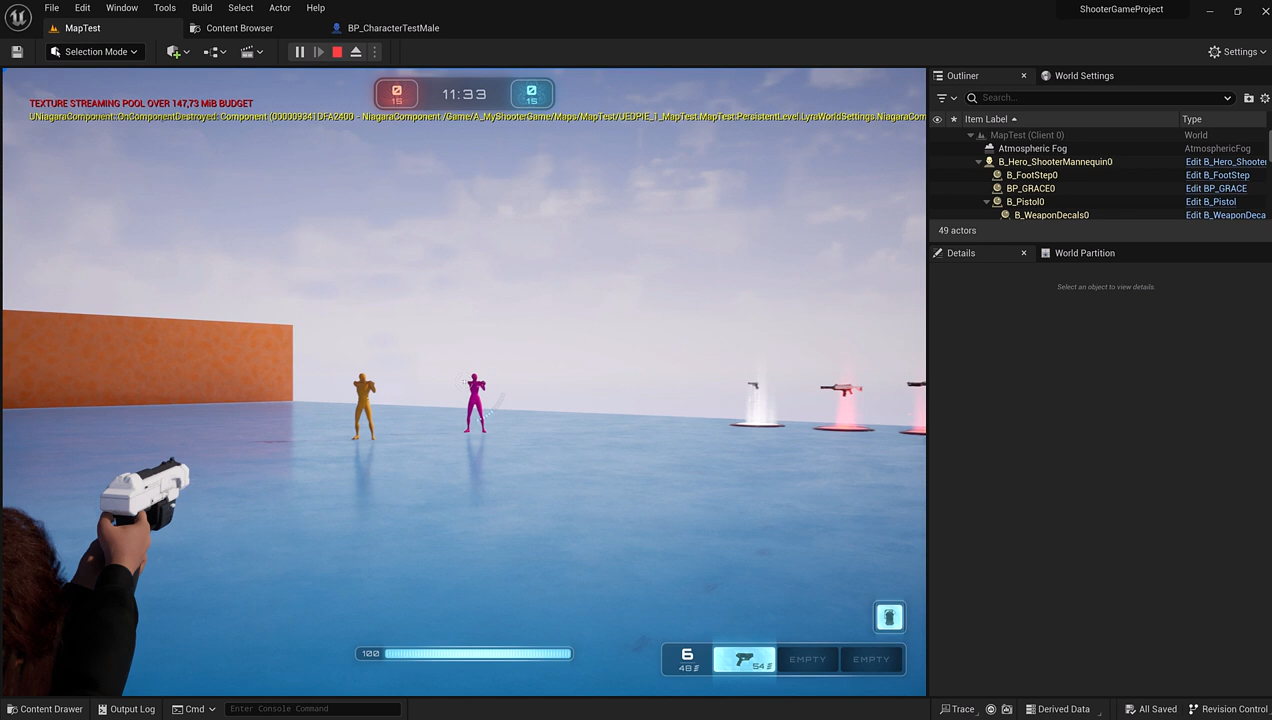 File Edit Window Tools Build Select Actor Help
ShooterGameProject
MapTest Content Browser BP_CharacterTestMale
Selection Mode
Settings
0 15 11:33 0 15
TEXTURE STREAMING POOL OVER 147,73 MiB BUDGET
UNiagaraComponent::OnComponentDestroyed: Component (00000934TDFA2400 - NiagaraComponent /Game/A_MyShooterGame/Maps/MapTest/UEDPIE_1_MapTest.MapTest:PersistentLevel.LyraWorldSettings.NiagaraCom
Outliner World Settings
Search...
Item Label Type
MapTest (Client 0) World
Atmospheric Fog AtmosphericFog
B_Hero_ShooterMannequin0 Edit B_Hero_Shooter
B_FootStep0 Edit B_FootStep
BP_GRACE0 Edit BP_GRACE
B_Pistol0 Edit B_Pistol
B_WeaponDecals0 Edit B_WeaponDeca
49 actors
Details World Partition
Select an object to view details.
100
6
48
54
EMPTY
EMPTY
Content Drawer Output Log Cmd Enter Console Command
Trace Derived Data All Saved Revision Control